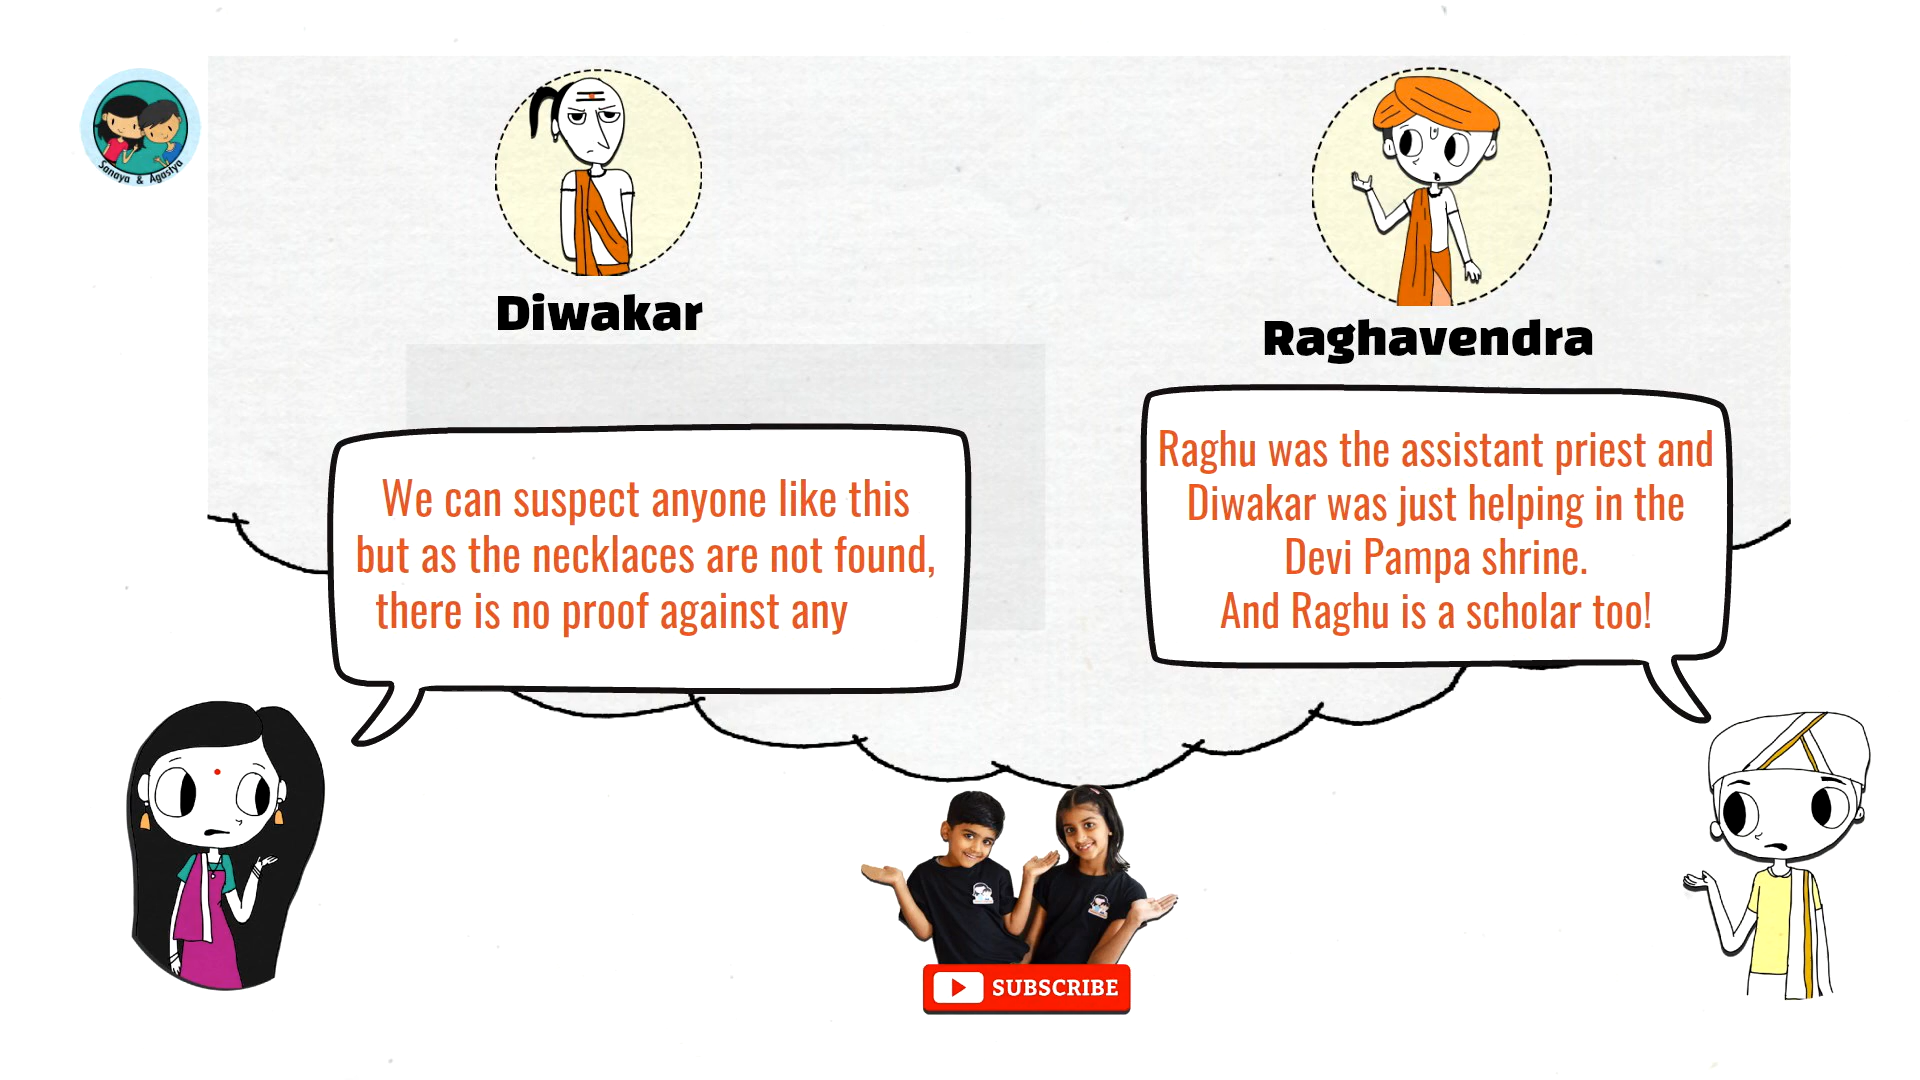 Sanaya & Agastya
Diwakar
Raghavendra
We can suspect anyone like this
but as the necklaces are not found,
there is no proof against any
Raghu was the assistant priest and
Diwakar was just helping in the
Devi Pampa shrine.
And Raghu is a scholar too!
SUBSCRIBE